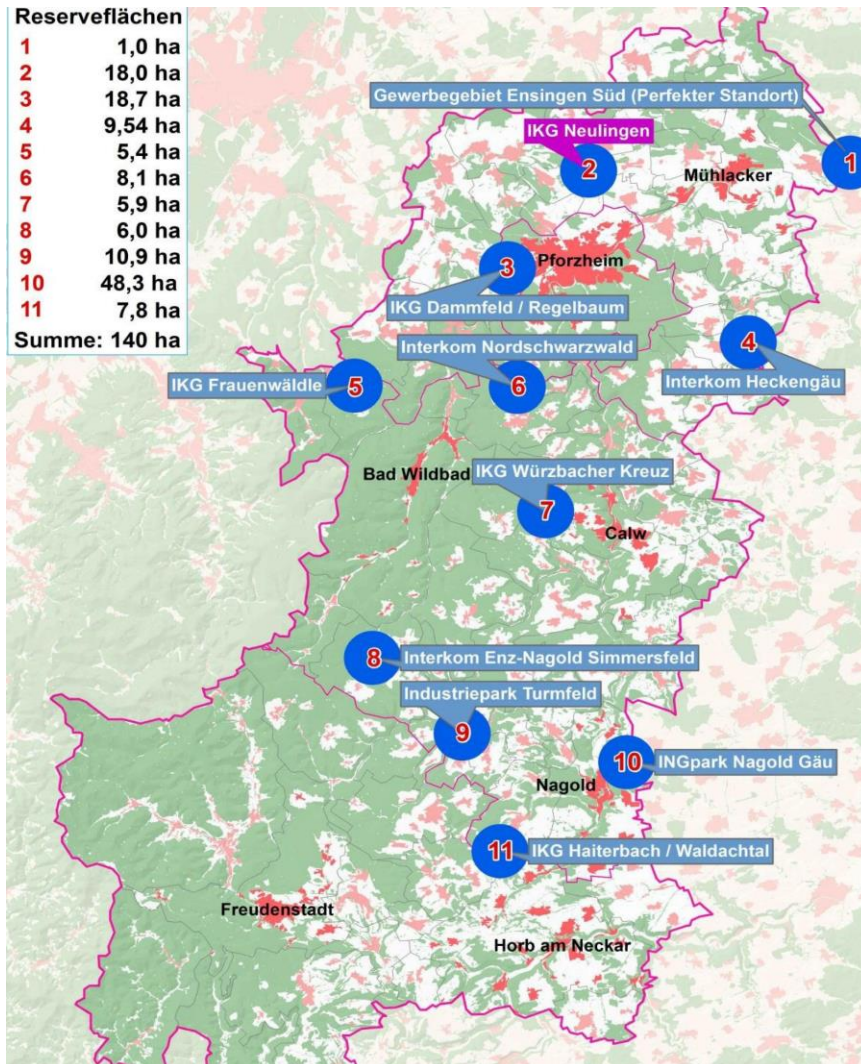 Reserveflächen
1 1,0 ha
2 18,0 ha
3 18,7 ha
4 9,54 ha
5 5,4 ha
6 8,1 ha
7 5,9 ha
8 6,0 ha
9 10,9 ha
10 48,3 ha
11 7,8 ha
Summe: 140 ha
Gewerbegebiet Ensingen Süd (Perfekter Standort)
1
IKG Neulingen
2
Mühlacker
Pforzheim
3
IKG Dammfeld / Regelbaum
Interkom Nordschwarzwald
4
Interkom Heckengäu
IKG Frauenwäldle
5
6
Bad Wildbad
IKG Würzbacher Kreuz
7
Calw
8
Interkom Enz-Nagold Simmersfeld
Industriepark Turmfeld
9
10
INGpark Nagold Gäu
Nagold
11
IKG Haiterbach / Waldachtal
Freudenstadt
Horb am Neckar